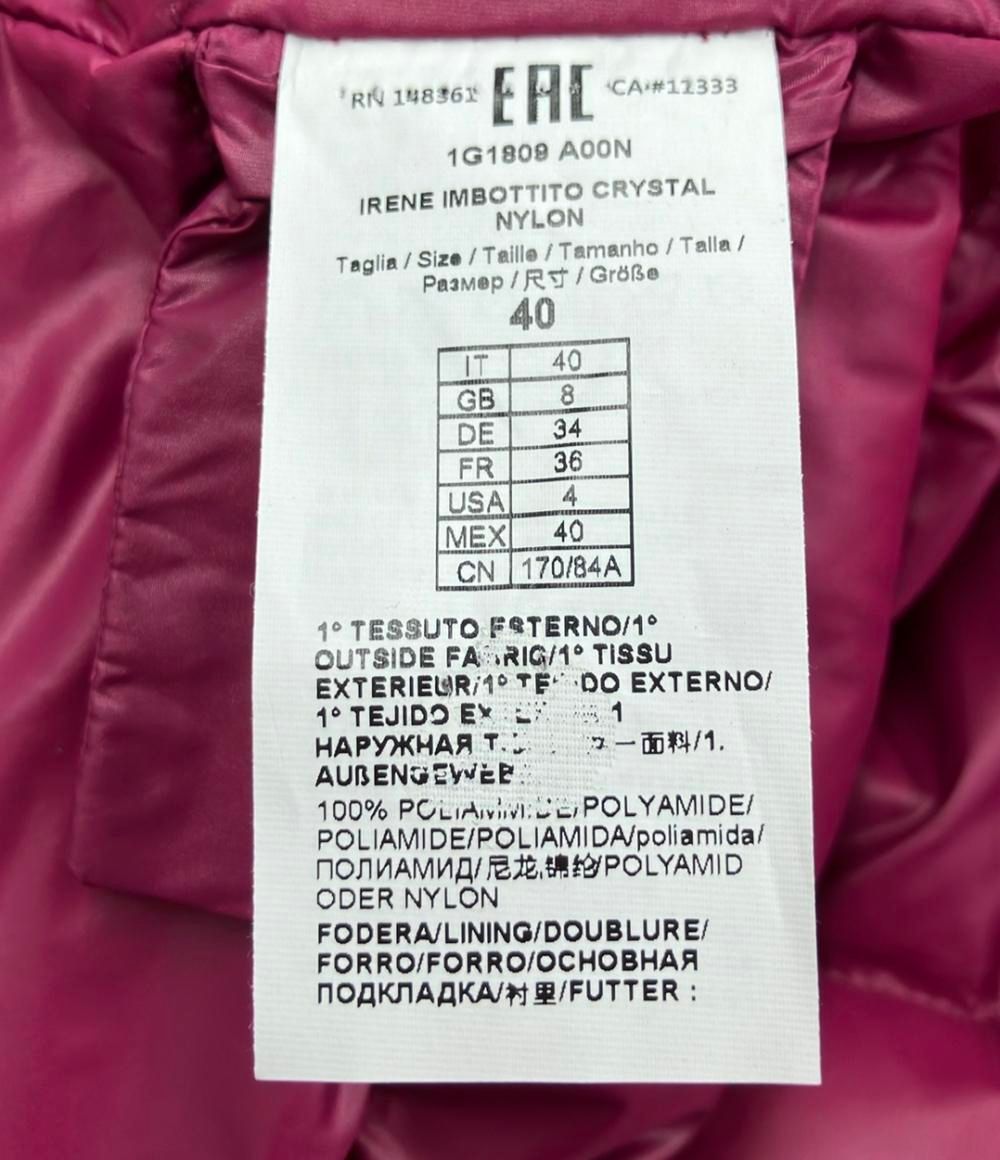 RN 148361 EAC CA#12333
1G1809 A00N
IRENE IMBOTTITO CRYSTAL
NYLON
Taglia / Size / Taille / Tamanho / Talla /
Размер / 尺寸 / Größe
40
IT 40
GB 8
DE 34
FR 36
USA 4
MEX 40
CN 170/84A
1° TESSUTO ESTERNO/1°
OUTSIDE FABRIC/1° TISSU
EXTERIEUR/1° DO EXTERNO/
1° TEJIDO 1
НАРУЖНАЯ 一面料/1.
AUßENGEWEBE
100% POLYAMIDE/
POLIAMIDE/POLIAMIDA/poliamida/
ПОЛИАМИД/尼龙,锦纶/POLYAMID
ODER NYLON
FODERA/LINING/DOUBLURE/
FORRO/FORRO/ОСНОВНАЯ
ПОДКЛАДКА/衬里/FUTTER :